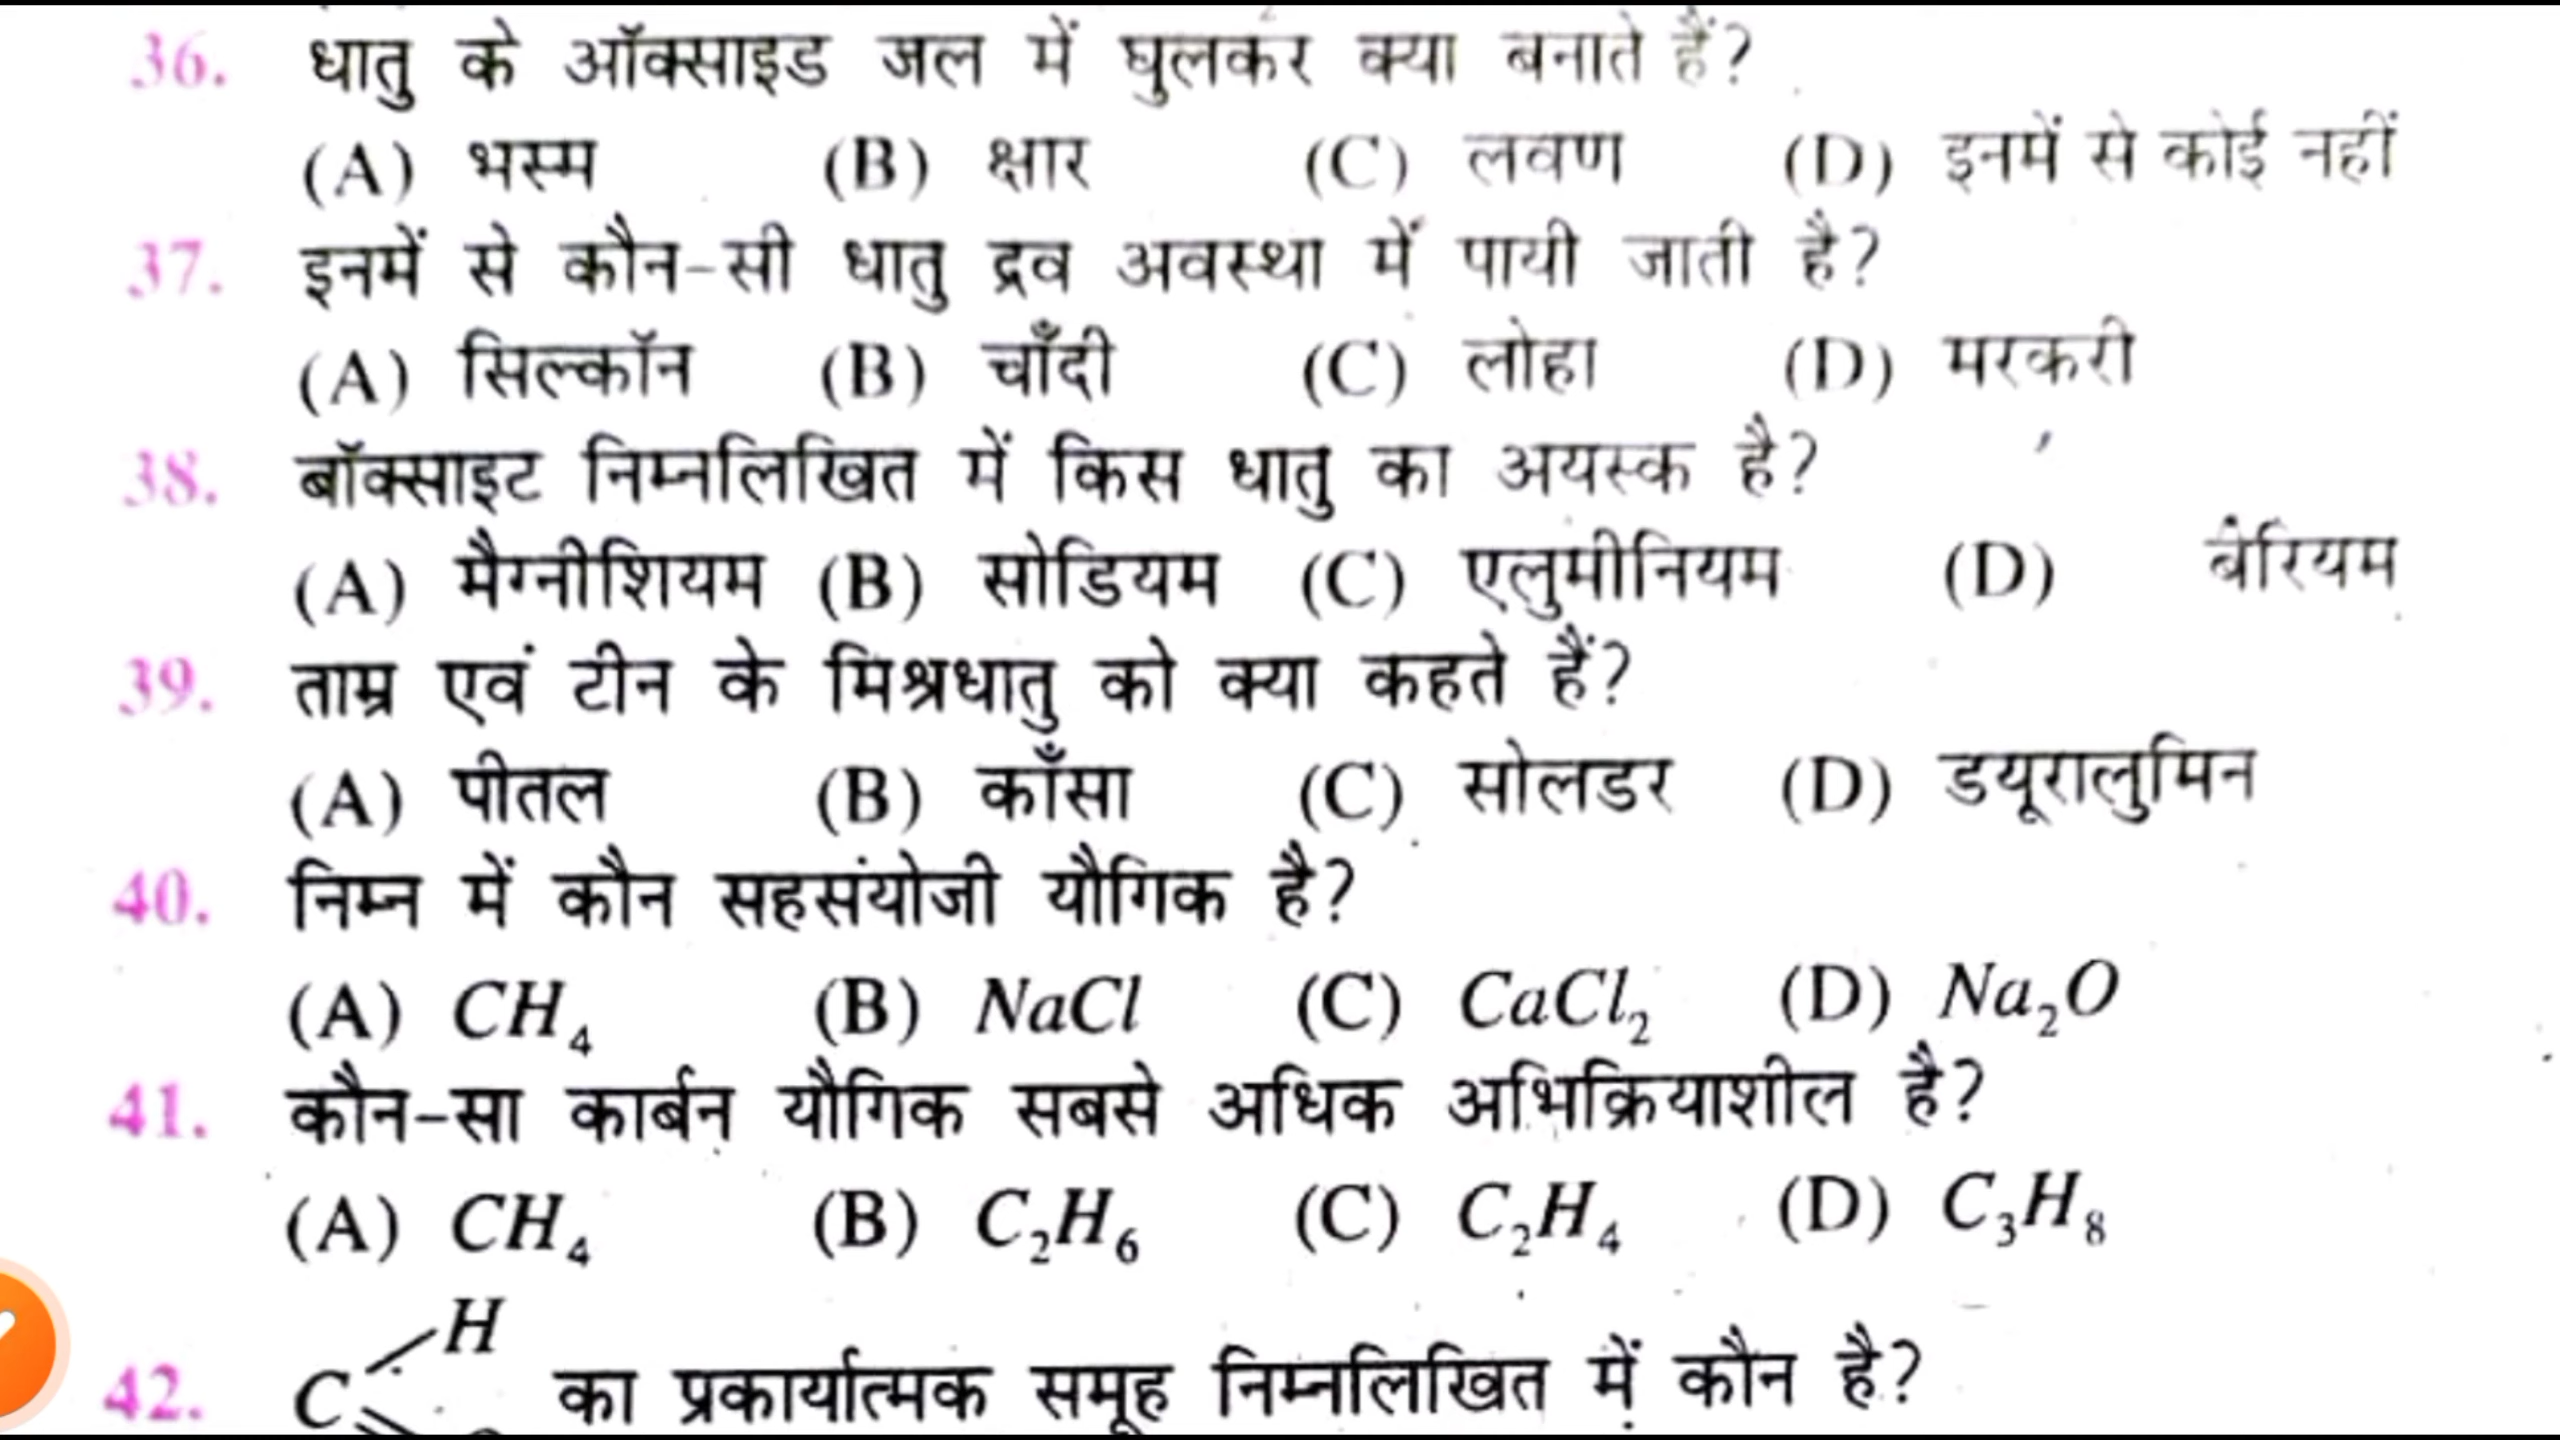 36. धातु के ऑक्साइड जल में घुलकर क्या बनाते हैं?
(A) भस्म (B) क्षार (C) लवण (D) इनमें से कोई नहीं
37. इनमें से कौन-सी धातु द्रव अवस्था में पायी जाती है?
(A) सिल्कॉन (B) चाँदी (C) लोहा (D) मरकरी
38. बॉक्साइट निम्नलिखित में किस धातु का अयस्क है?
(A) मैग्नीशियम (B) सोडियम (C) एलुमीनियम (D) बेरियम
39. ताम्र एवं टीन के मिश्रधातु को क्या कहते हैं?
(A) पीतल (B) काँसा (C) सोलडर (D) डयूरालुमिन
40. निम्न में कौन सहसंयोजी यौगिक है?
(A) CH₄ (B) NaCl (C) CaCl₂ (D) Na₂O
41. कौन-सा कार्बन यौगिक सबसे अधिक अभिक्रियाशील है?
(A) CH₄ (B) C₂H₆ (C) C₂H₄ (D) C₃H₈
H
42. C का प्रकार्यात्मक समूह निम्नलिखित में कौन है?